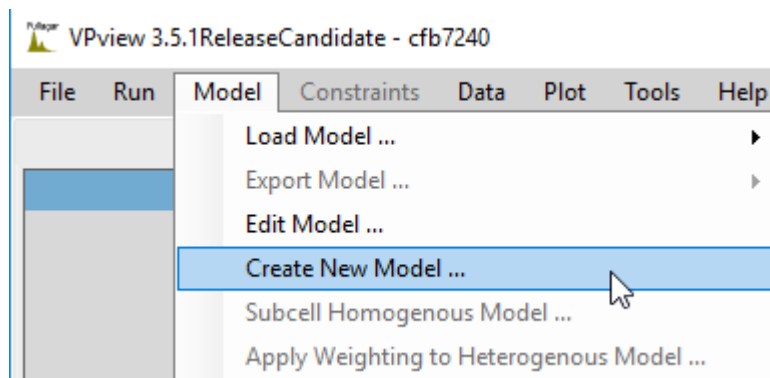 VPview 3.5.1ReleaseCandidate - cfb7240
File Run Model Constraints Data Plot Tools Help
Load Model ...
Export Model ...
Edit Model ...
Create New Model ...
Subcell Homogenous Model ...
Apply Weighting to Heterogenous Model ...